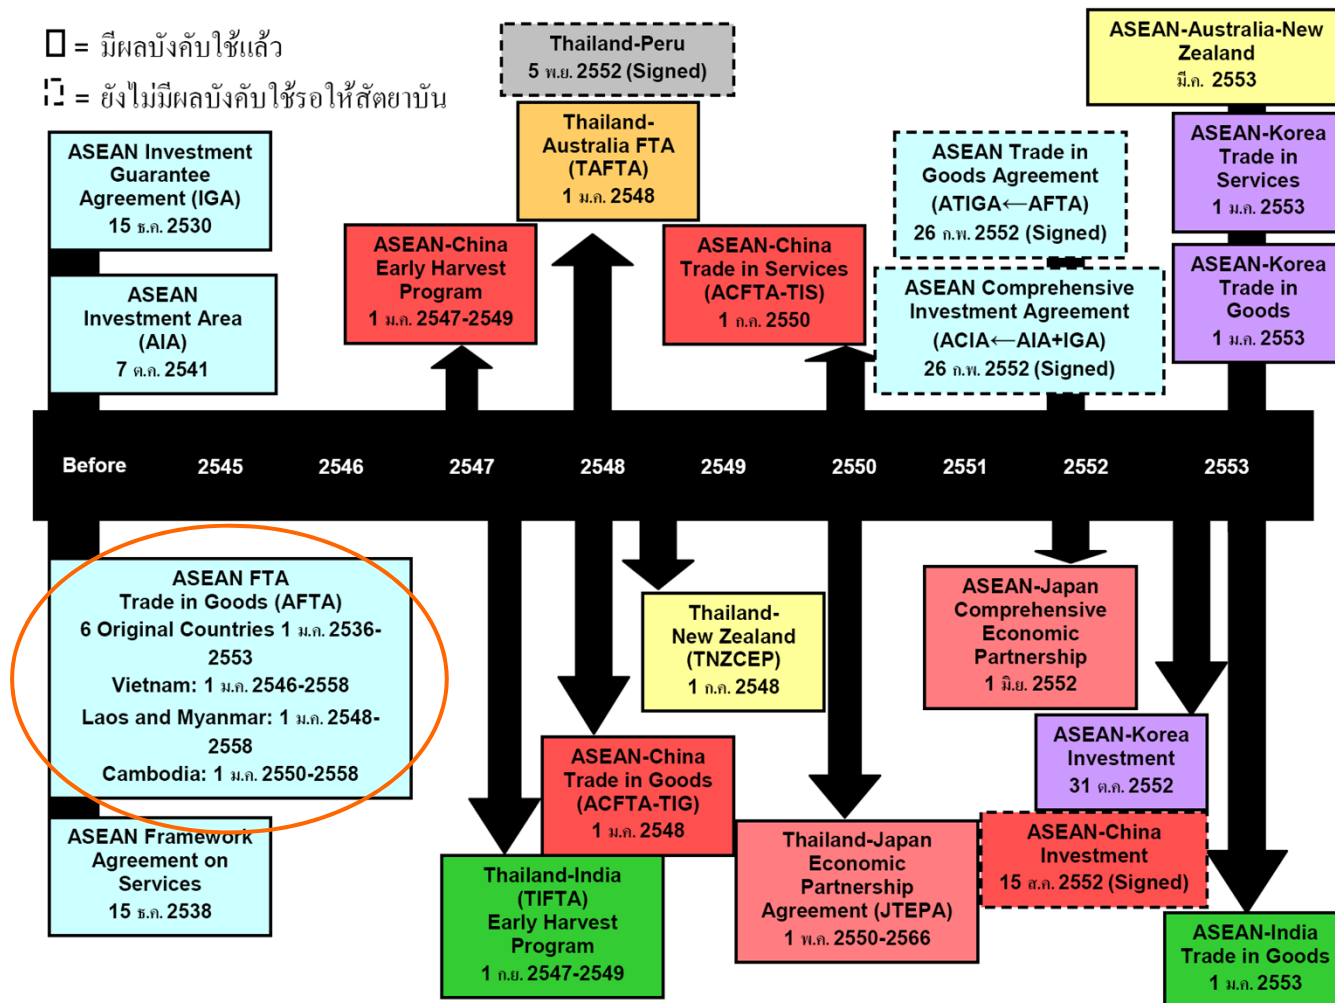 = มีผลบังคับใช้แล้ว
= ยังไม่มีผลบังคับใช้รอให้สัตยาบัน
Thailand-Peru
5 พ.ย. 2552 (Signed)
ASEAN-Australia-New
Zealand
มี.ค. 2553
ASEAN Investment
Guarantee
Agreement (IGA)
15 ธ.ค. 2530
Thailand-
Australia FTA
(TAFTA)
1 ม.ค. 2548
ASEAN Trade in
Goods Agreement
(ATIGA←AFTA)
26 ก.พ. 2552 (Signed)
ASEAN-Korea
Trade in
Services
1 ม.ค. 2553
ASEAN
Investment Area
(AIA)
7 ต.ค. 2541
ASEAN-China
Early Harvest
Program
1 ม.ค. 2547-2549
ASEAN-China
Trade in Services
(ACFTA-TIS)
1 ก.ค. 2550
ASEAN Comprehensive
Investment Agreement
(ACIA←AIA+IGA)
26 ก.พ. 2552 (Signed)
ASEAN-Korea
Trade in
Goods
1 ม.ค. 2553
Before 2545 2546 2547 2548 2549 2550 2551 2552 2553
ASEAN FTA
Trade in Goods (AFTA)
6 Original Countries 1 ม.ค. 2536-
2553
Vietnam: 1 ม.ค. 2546-2558
Laos and Myanmar: 1 ม.ค. 2548-
2558
Cambodia: 1 ม.ค. 2550-2558
Thailand-
New Zealand
(TNZCEP)
1 ก.ค. 2548
ASEAN-Japan
Comprehensive
Economic
Partnership
1 มิ.ย. 2552
ASEAN-China
Trade in Goods
(ACFTA-TIG)
1 ม.ค. 2548
ASEAN-Korea
Investment
31 ต.ค. 2552
ASEAN Framework
Agreement on
Services
15 ธ.ค. 2538
Thailand-India
(TIFTA)
Early Harvest
Program
1 ก.ย. 2547-2549
Thailand-Japan
Economic
Partnership
Agreement (JTEPA)
1 พ.ค. 2550-2566
ASEAN-China
Investment
15 ส.ค. 2552 (Signed)
ASEAN-India
Trade in Goods
1 ม.ค. 2553